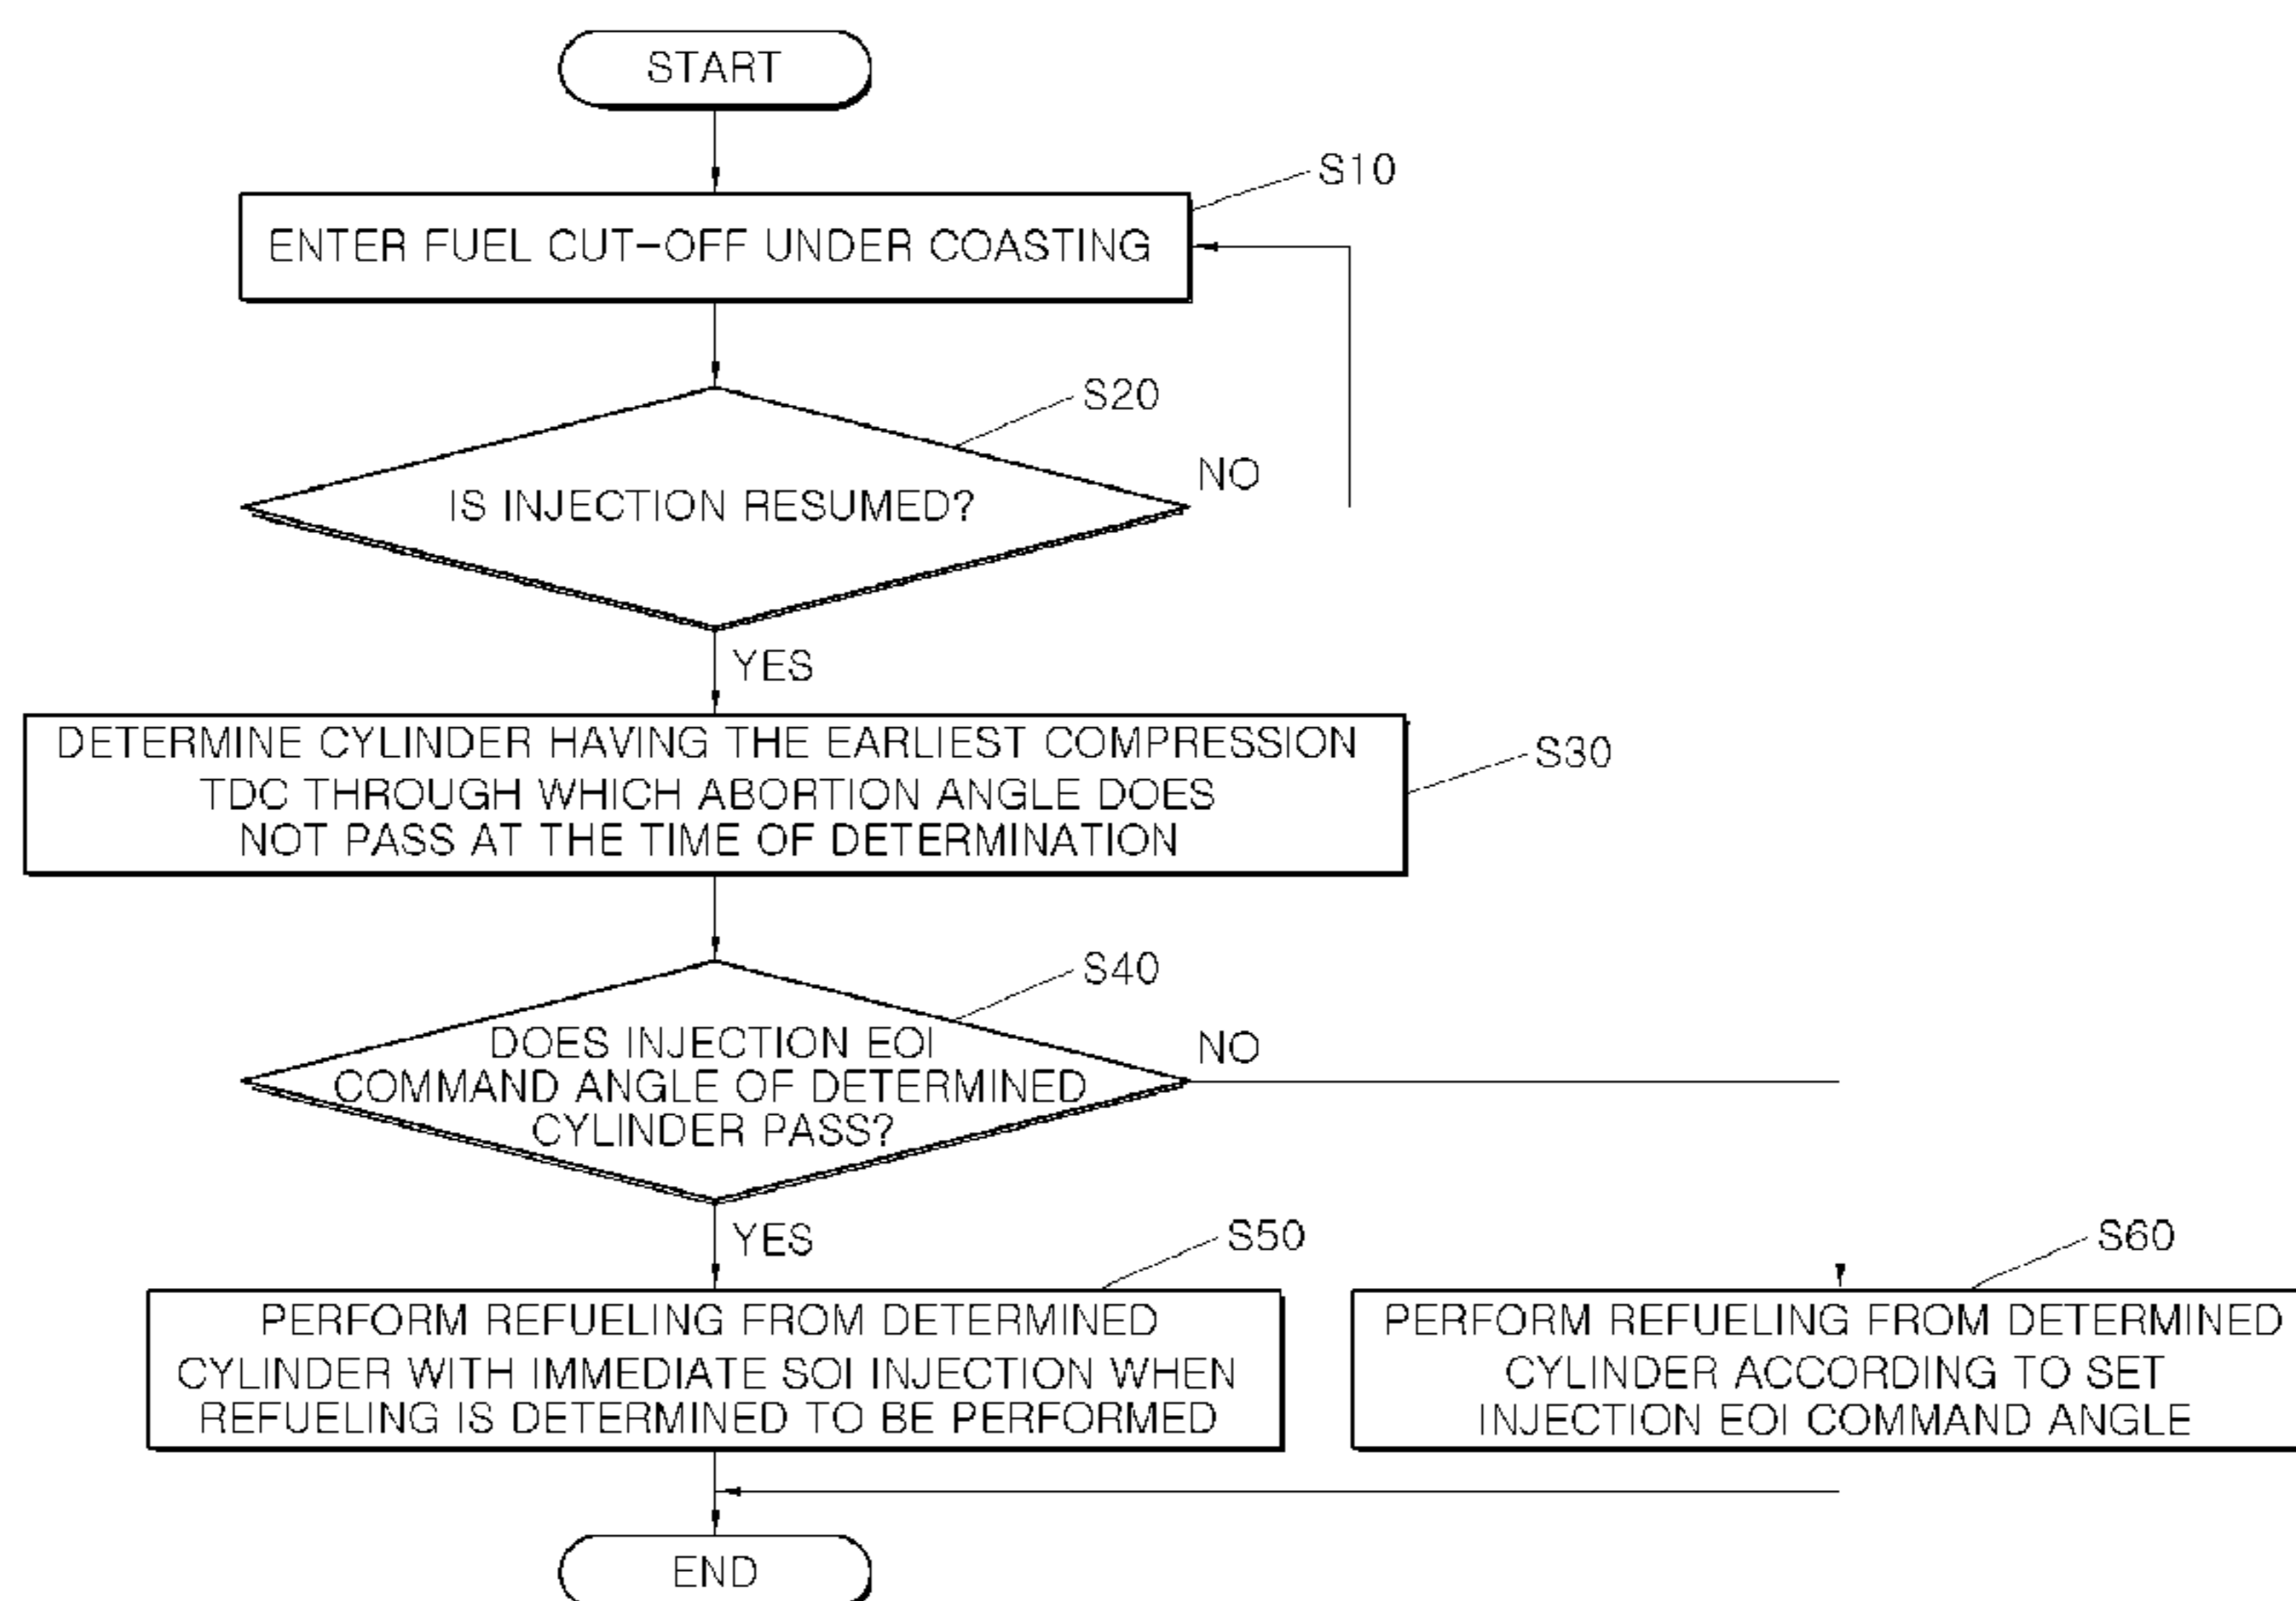 START
S10
ENTER FUEL CUT-OFF UNDER COASTING
S20
NO
IS INJECTION RESUMED?
YES
DETERMINE CYLINDER HAVING THE EARLIEST COMPRESSION
TDC THROUGH WHICH ABORTION ANGLE DOES
NOT PASS AT THE TIME OF DETERMINATION
S30
S40
NO
DOES INJECTION EOI
COMMAND ANGLE OF DETERMINED
CYLINDER PASS?
YES
S50
PERFORM REFUELING FROM DETERMINED
CYLINDER WITH IMMEDIATE SOI INJECTION WHEN
REFUELING IS DETERMINED TO BE PERFORMED
S60
PERFORM REFUELING FROM DETERMINED
CYLINDER ACCORDING TO SET
INJECTION EOI COMMAND ANGLE
END